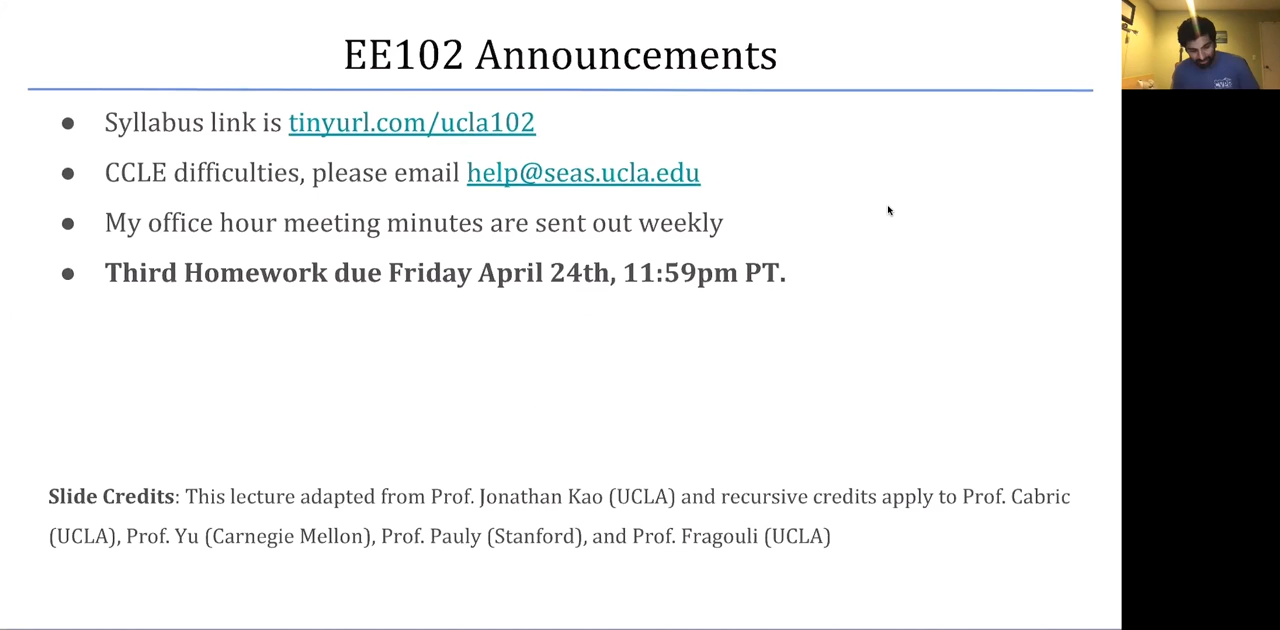 EE102 Announcements
● Syllabus link is tinyurl.com/ucla102
● CCLE difficulties, please email help@seas.ucla.edu
● My office hour meeting minutes are sent out weekly
● Third Homework due Friday April 24th, 11:59pm PT.
Slide Credits: This lecture adapted from Prof. Jonathan Kao (UCLA) and recursive credits apply to Prof. Cabric
(UCLA), Prof. Yu (Carnegie Mellon), Prof. Pauly (Stanford), and Prof. Fragouli (UCLA)